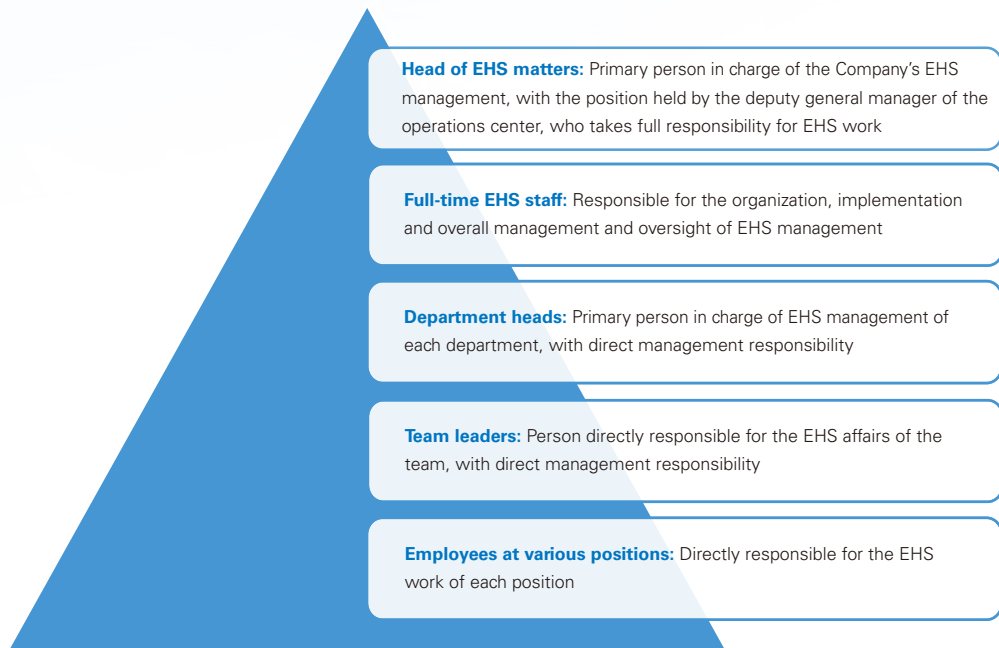 Head of EHS matters: Primary person in charge of the Company's EHS
management, with the position held by the deputy general manager of the
operations center, who takes full responsibility for EHS work
Full-time EHS staff: Responsible for the organization, implementation
and overall management and oversight of EHS management
Department heads: Primary person in charge of EHS management of
each department, with direct management responsibility
Team leaders: Person directly responsible for the EHS affairs of the
team, with direct management responsibility
Employees at various positions: Directly responsible for the EHS
work of each position